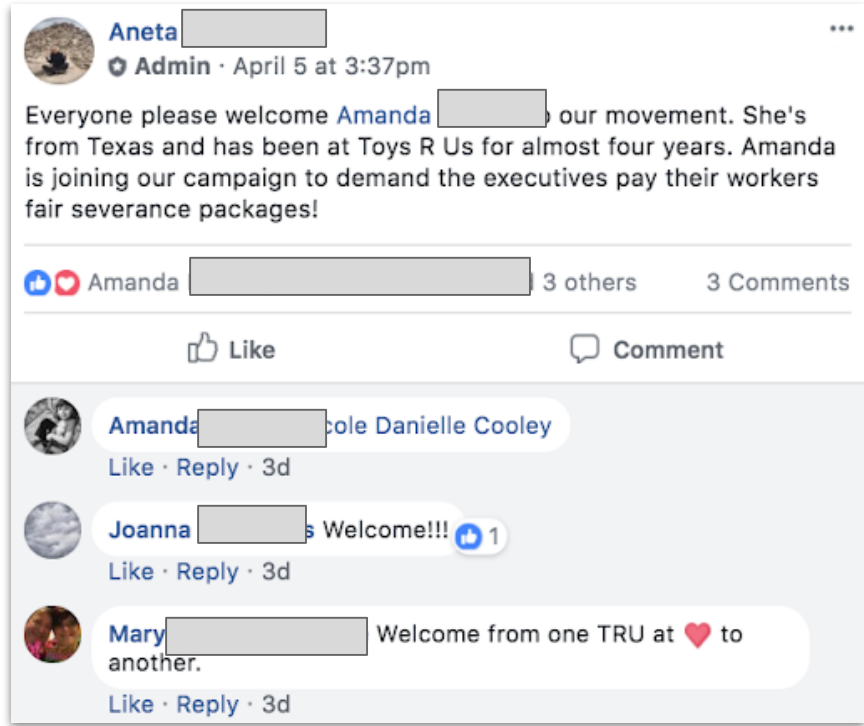 Aneta
Admin · April 5 at 3:37pm
Everyone please welcome Amanda our movement. She's
from Texas and has been at Toys R Us for almost four years. Amanda
is joining our campaign to demand the executives pay their workers
fair severance packages!
Amanda 3 others 3 Comments
Like Comment
Amanda cole Danielle Cooley
Like · Reply · 3d
Joanna s Welcome!!! 1
Like · Reply · 3d
Mary Welcome from one TRU at ❤ to
another.
Like · Reply · 3d